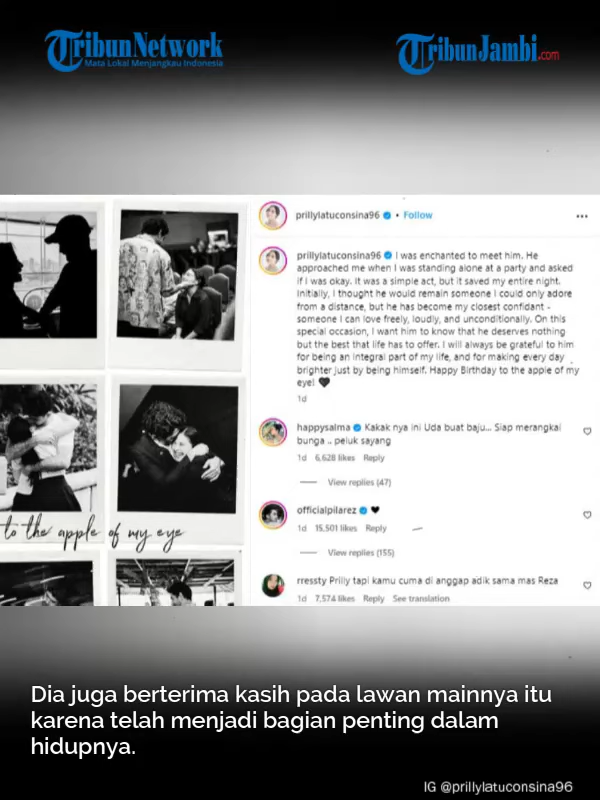 TribunNetwork
Mata Lokal Menjangkau Indonesia
TribunJambi.com
prillylatuconsina96 • Follow
prillylatuconsina96 I was enchanted to meet him. He
approached me when I was standing alone at a party and asked
if I was okay. It was a simple act, but it saved my entire night.
Initially, I thought he would remain someone I could only adore
from a distance, but he has become my closest confidant -
someone I can love freely, loudly, and unconditionally. On this
special occasion, I want him to know that he deserves nothing
but the best that life has to offer. I will always be grateful to him
for being an integral part of my life, and for making every day
brighter just by being himself. Happy Birthday to the apple of my
eye! 🖤
1d
happysalma Kakak nya ini Uda buat baju... Siap merangkai
bunga .. peluk sayang
1d 6,628 likes Reply
View replies (47)
officialpilarez 🖤
1d 15,501 likes Reply
View replies (155)
rressty Prilly tapi kamu cuma di anggap adik sama mas Reza
1d 7,574 likes Reply See translation
to the apple of my eye
Dia juga berterima kasih pada lawan mainnya itu
karena telah menjadi bagian penting dalam
hidupnya.
IG @prillylatuconsina96